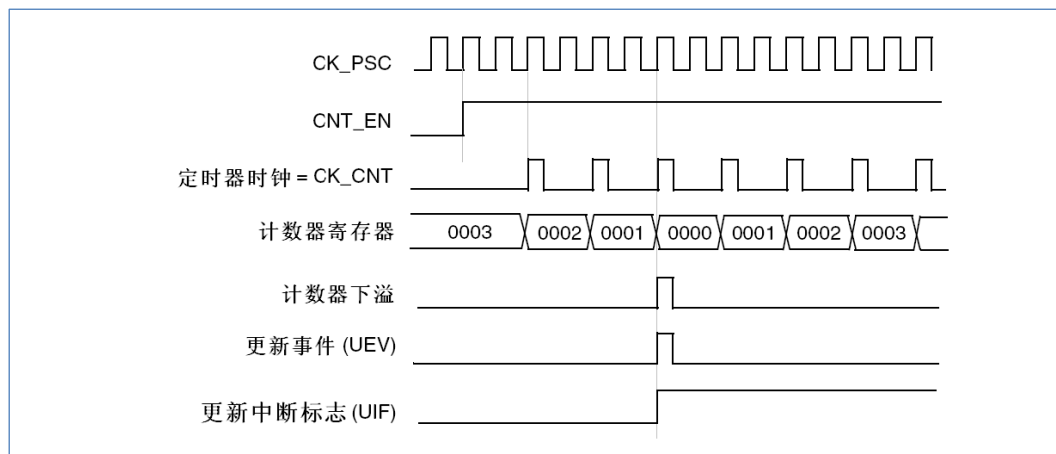 CK_PSC
CNT_EN
定时器时钟 = CK_CNT
计数器寄存器 0003 0002 0001 0000 0001 0002 0003
计数器下溢
更新事件 (UEV)
更新中断标志 (UIF)